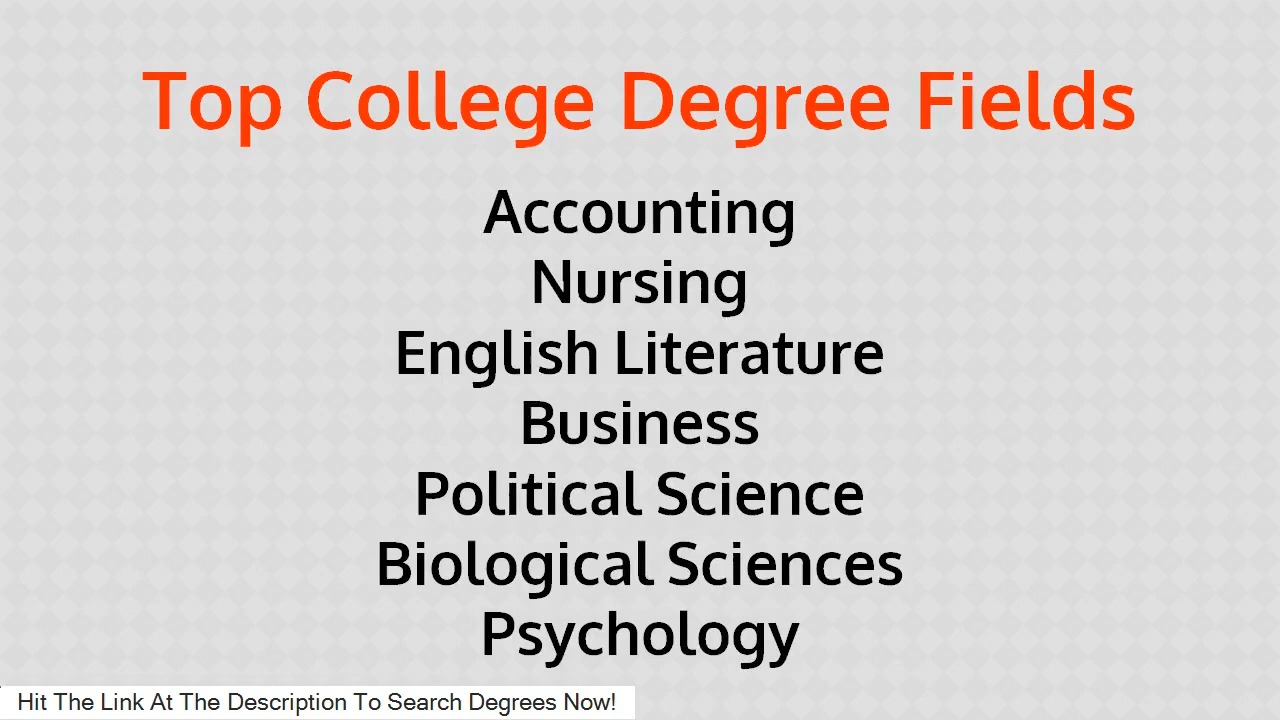 Top College Degree Fields
Accounting
Nursing
English Literature
Business
Political Science
Biological Sciences
Psychology
Hit The Link At The Description To Search Degrees Now!